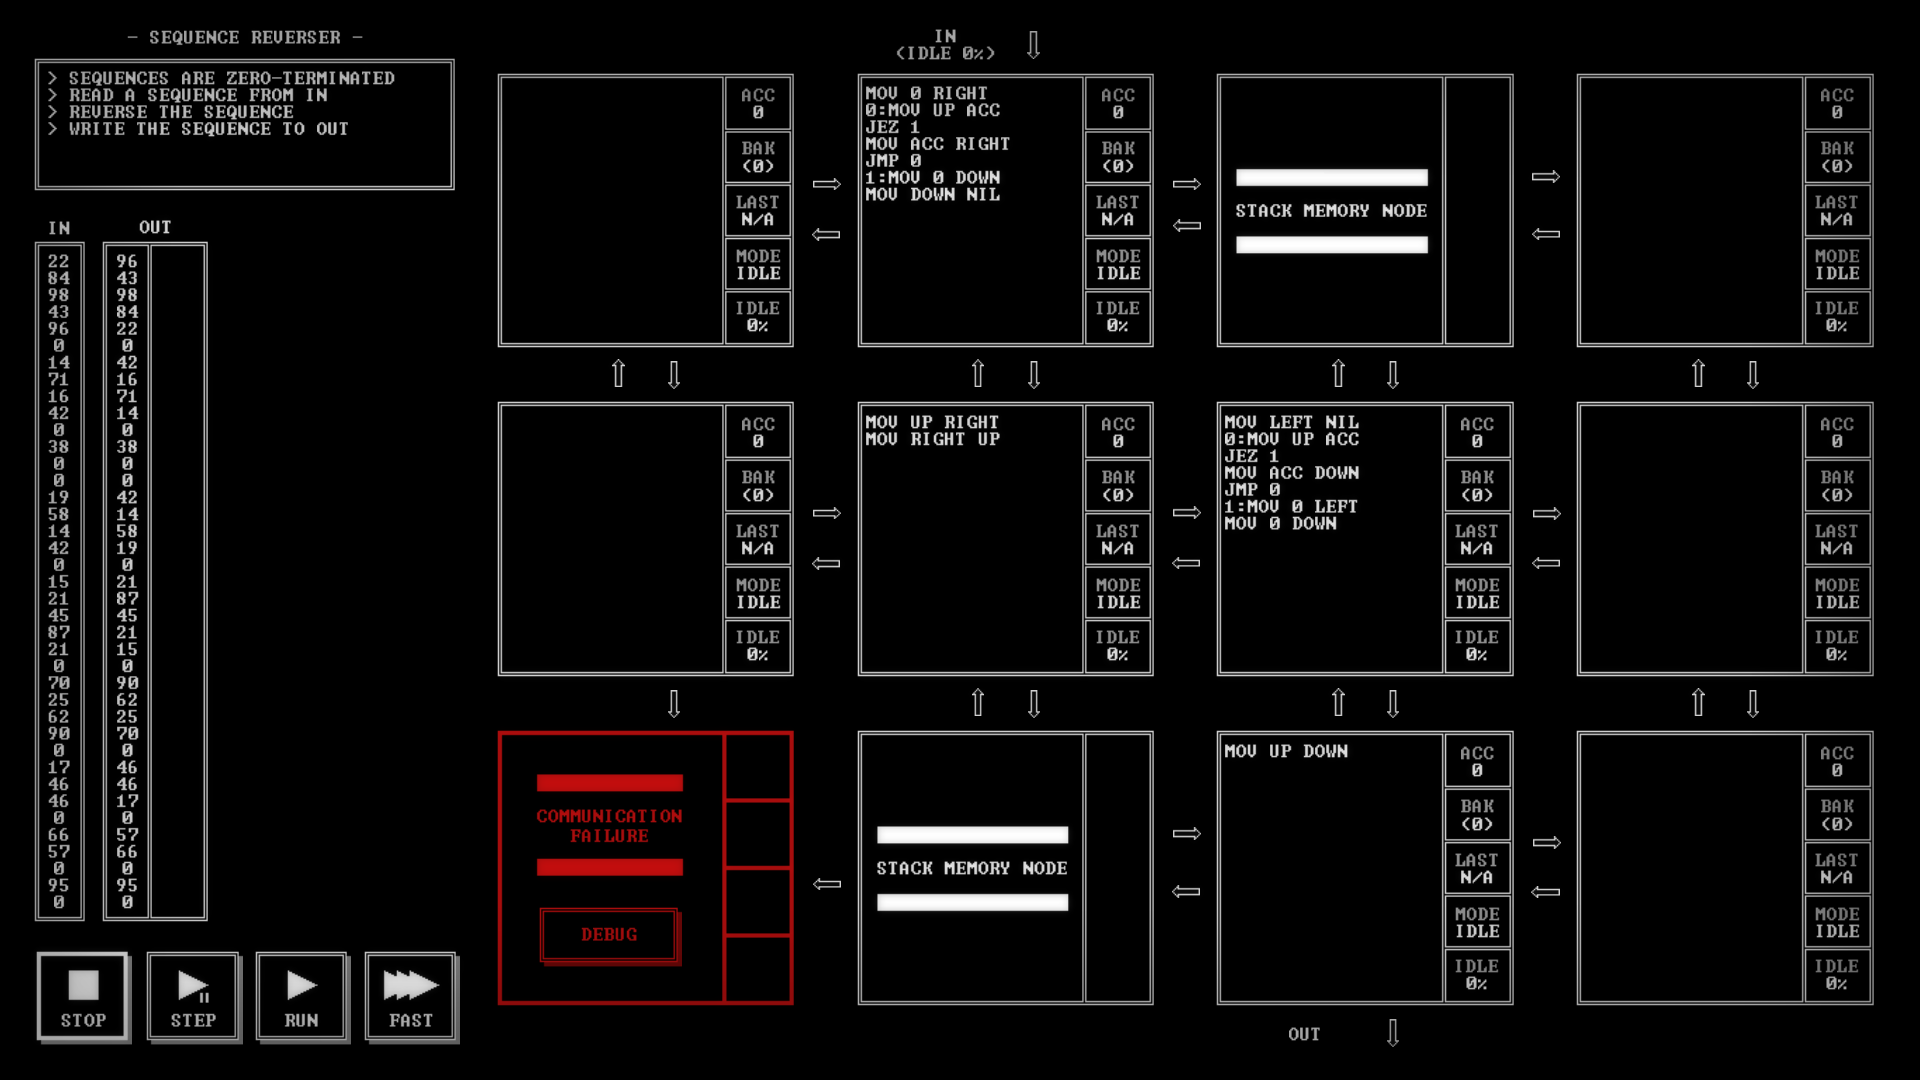 - SEQUENCE REVERSER -
> SEQUENCES ARE ZERO-TERMINATED
> READ A SEQUENCE FROM IN
> REVERSE THE SEQUENCE
> WRITE THE SEQUENCE TO OUT
IN OUT
22 96
84 43
98 98
43 84
96 22
0 0
14 42
71 16
16 71
42 14
0 0
38 38
0 0
0 0
19 42
58 14
14 58
42 19
0 0
15 21
21 87
45 45
87 21
21 15
0 0
70 90
25 62
62 25
90 70
0 0
17 46
46 46
46 17
0 0
66 57
57 66
0 0
95 95
0 0
STOP
STEP
RUN
FAST
IN
(IDLE 0%)
ACC
0
BAK
(0)
LAST
N/A
MODE
IDLE
IDLE
0%
MOV 0 RIGHT
0:MOV UP ACC
JEZ 1
MOV ACC RIGHT
JMP 0
1:MOV 0 DOWN
MOV DOWN NIL
ACC
0
BAK
(0)
LAST
N/A
MODE
IDLE
IDLE
0%
STACK MEMORY NODE
ACC
0
BAK
(0)
LAST
N/A
MODE
IDLE
IDLE
0%
ACC
0
BAK
(0)
LAST
N/A
MODE
IDLE
IDLE
0%
MOV UP RIGHT
MOV RIGHT UP
ACC
0
BAK
(0)
LAST
N/A
MODE
IDLE
IDLE
0%
MOV LEFT NIL
0:MOV UP ACC
JEZ 1
MOV ACC DOWN
JMP 0
1:MOV 0 LEFT
MOV 0 DOWN
ACC
0
BAK
(0)
LAST
N/A
MODE
IDLE
IDLE
0%
ACC
0
BAK
(0)
LAST
N/A
MODE
IDLE
IDLE
0%
COMMUNICATION
FAILURE
DEBUG
STACK MEMORY NODE
MOV UP DOWN
ACC
0
BAK
(0)
LAST
N/A
MODE
IDLE
IDLE
0%
ACC
0
BAK
(0)
LAST
N/A
MODE
IDLE
IDLE
0%
OUT